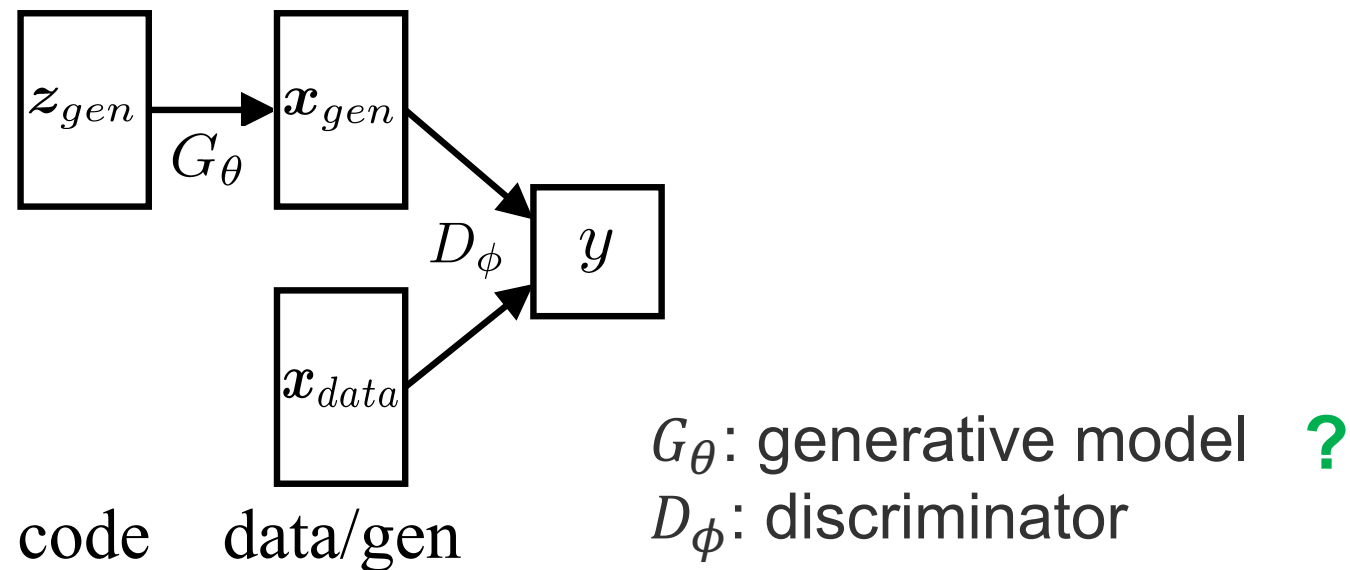 z_gen
G_θ
x_gen
D_ϕ
y
x_data
code data/gen
G_θ: generative model ?
D_ϕ: discriminator